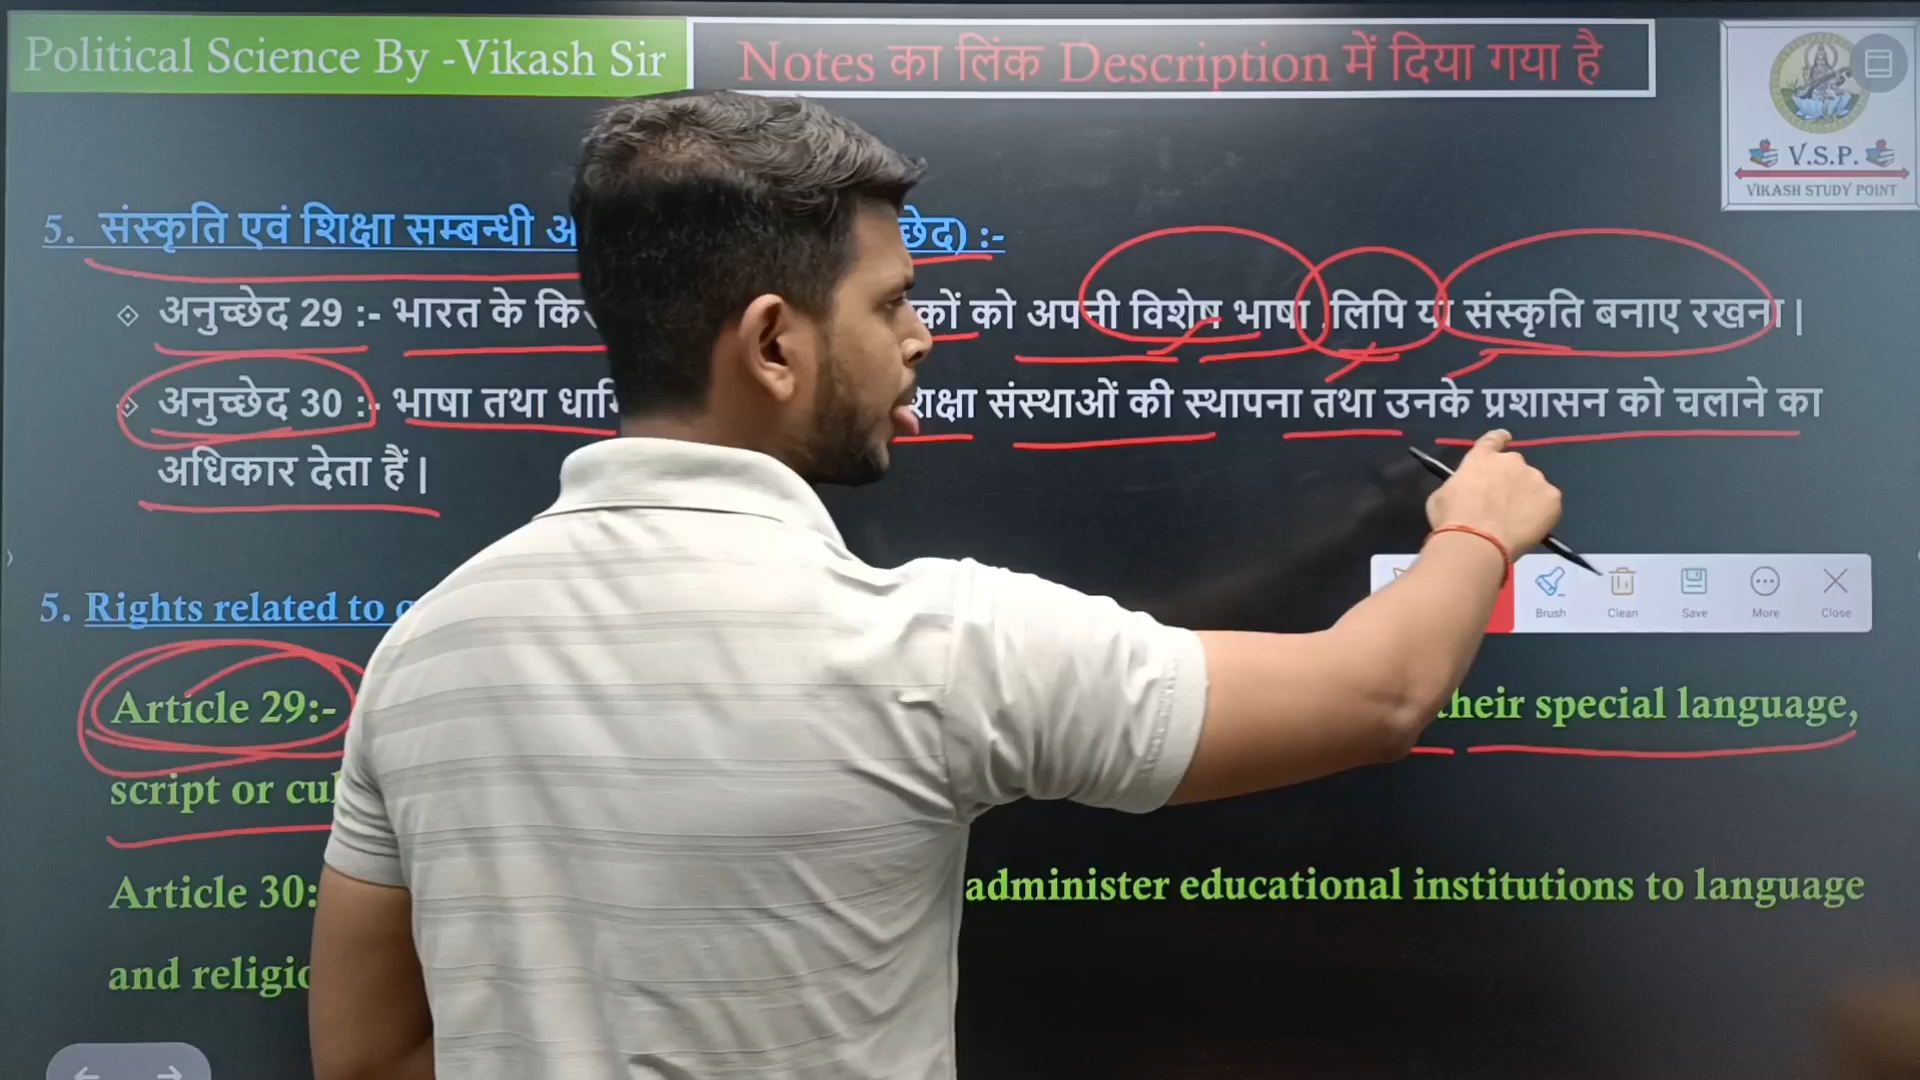 Political Science By -Vikash Sir
Notes का लिंक Description में दिया गया है
V.S.P.
VIKASH STUDY POINT
5. संस्कृति एवं शिक्षा सम्बन्धी :-
अनुच्छेद 29 :- भारत के को अपनी विशेष भाषा लिपि या संस्कृति बनाए रखना |
अनुच्छेद 30 :- भाषा तथा संस्थाओं की स्थापना तथा उनके प्रशासन को चलाने का
अधिकार देता हैं |
5. Rights related to
Brush
Clean
Save
More
Close
Article 29:- their special language,
script or
Article 30: administer educational institutions to language
and